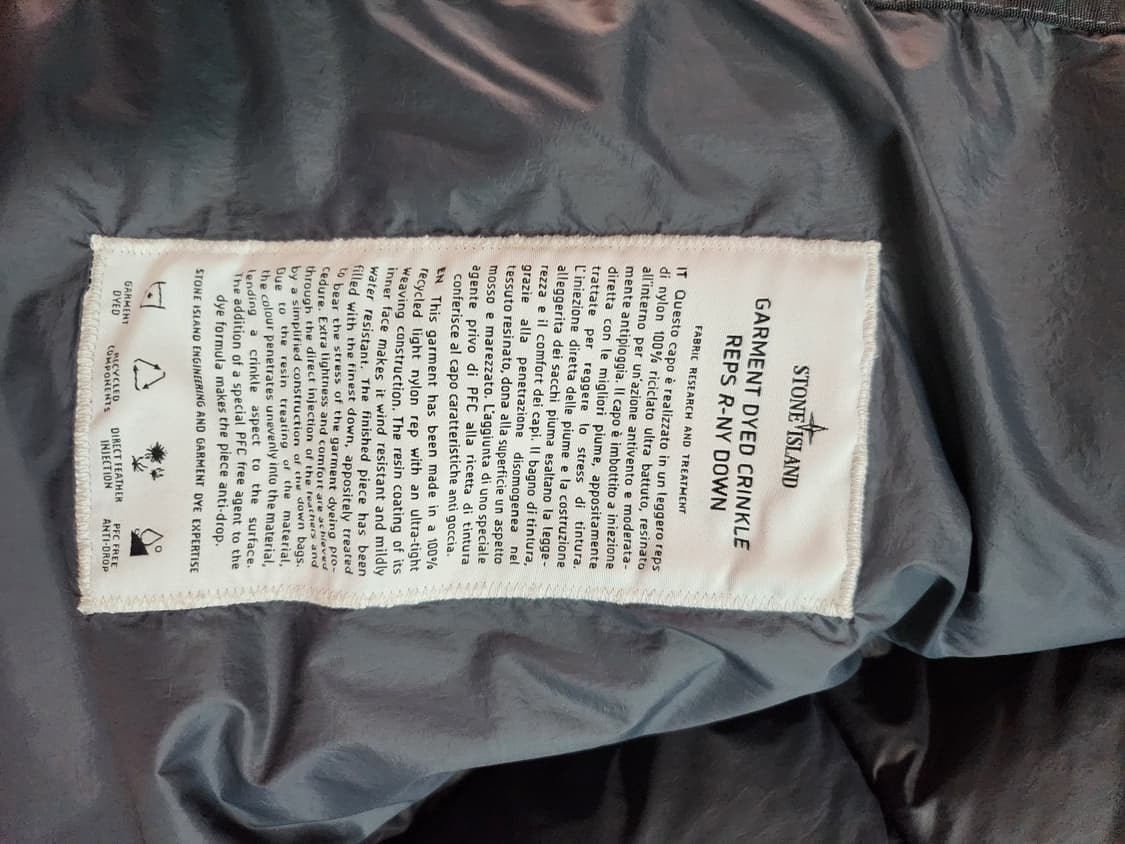 STONE ISLAND
GARMENT DYED CRINKLE
REPS R-NY DOWN
FABRIC RESEARCH AND TREATMENT
IT Questo capo è realizzato in un leggero reps
di nylon 100% riciclato ultra battuto, resinato
all'interno per un'azione antivento e moderata-
mente antipioggia. Il capo è imbottito a iniezione
diretta con le migliori piume, appositamente
trattate per reggere lo stress di tintura.
L'iniezione diretta delle piume e la costruzione
alleggerita dei sacchi piuma esaltano la legge-
rezza e il comfort dei capi. Il bagno di tintura,
grazie alla penetrazione disomogenea nel
tessuto resinato, dona alla superficie un aspetto
mosso e marezzato. L'aggiunta di uno speciale
agente privo di PFC alla ricetta di tintura
conferisce al capo caratteristiche anti goccia.
EN This garment has been made in a 100%
recycled light nylon rep with an ultra-tight
weaving construction. The resin coating of its
inner face makes it wind resistant and mildly
water resistant. The finished piece has been
filled with the finest down, appositely treated
to bear the stress of the garment dyeing pro-
cedure. Extra lightness and comfort are achieved
through the direct injection of the feathers and
by a simplified construction of the down bags.
Due to the resin treating of the material,
the colour penetrates unevenly into the material,
lending a crinkle aspect to the surface.
The addition of a special PFC free agent to the
dye formula makes the piece anti-drop.
STONE ISLAND ENGINEERING AND GARMENT DYE EXPERTISE
GARMENT
DYED
RECYCLED
COMPONENTS
DIRECT FEATHER
INJECTION
PFC FREE
ANTI-DROP